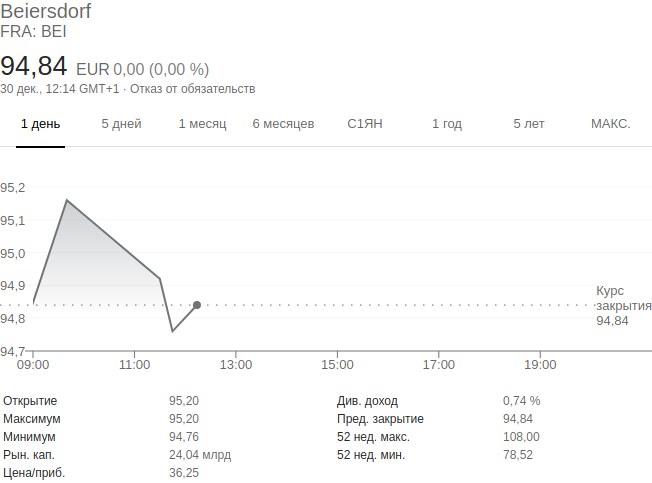 Beiersdorf
FRA: BEI
94,84 EUR 0,00 (0,00 %)
30 дек., 12:14 GMT+1 · Отказ от обязательств
1 день 5 дней 1 месяц 6 месяцев С1ЯН 1 год 5 лет МАКС.
95,2
95,1
95,0
94,9
94,8
94,7
Курс
закрытия
94,84
09:00 11:00 13:00 15:00 17:00 19:00
Открытие 95,20 Див. доход 0,74 %
Максимум 95,20 Пред. закрытие 94,84
Минимум 94,76 52 нед. макс. 108,00
Рын. кап. 24,04 млрд 52 нед. мин. 78,52
Цена/приб. 36,25